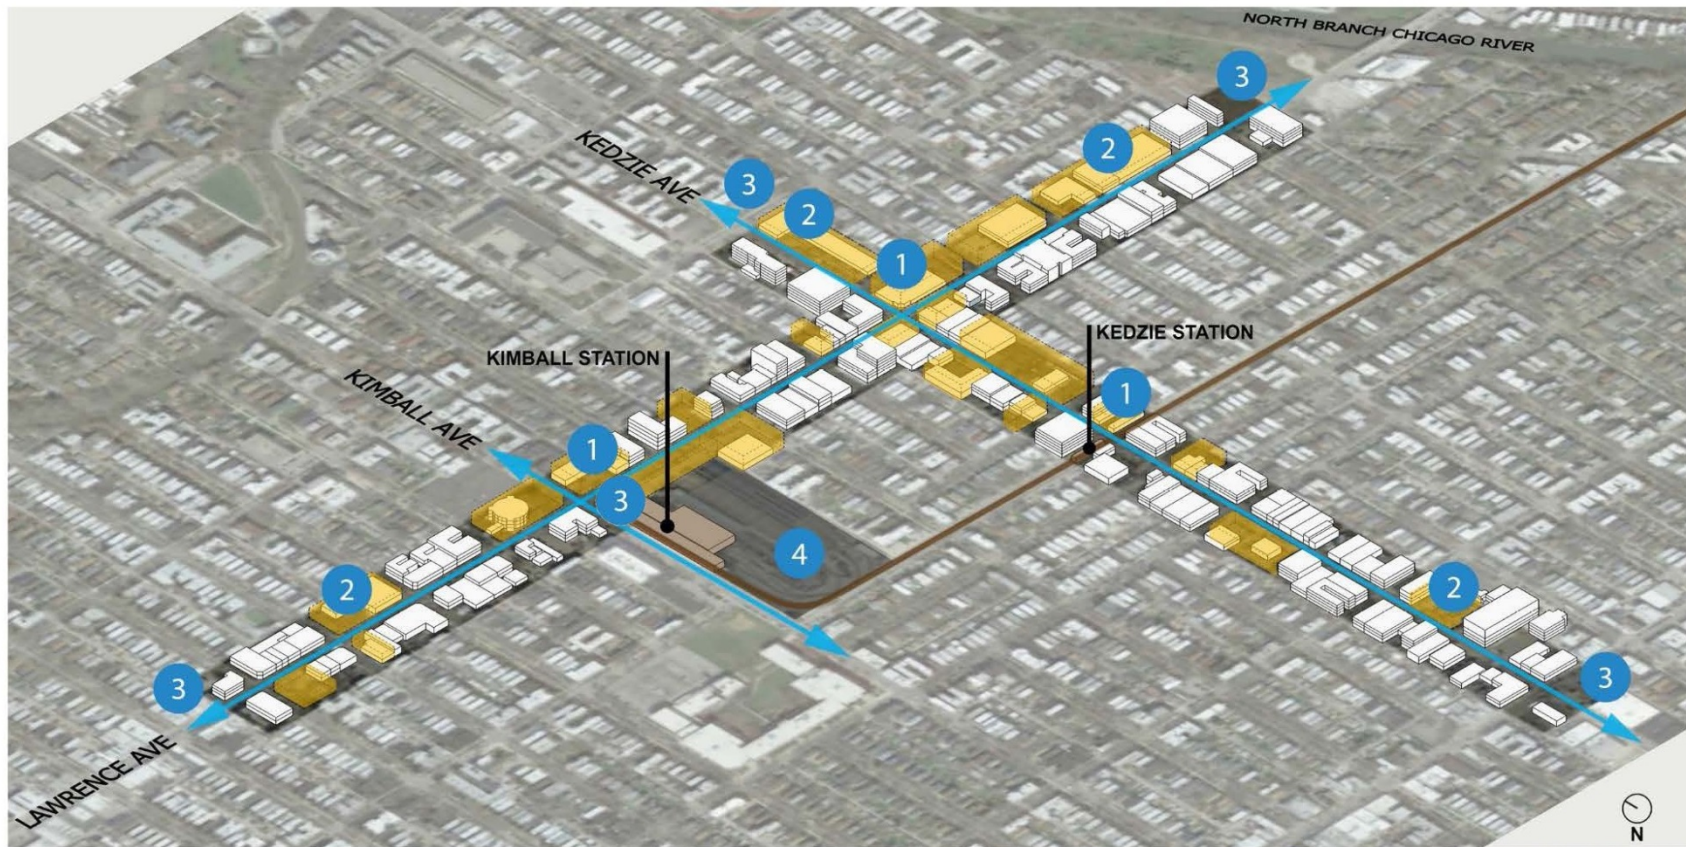 NORTH BRANCH CHICAGO RIVER
3
2
KEDZIE AVE
3
2
1
KEDZIE STATION
KIMBALL STATION
KIMBALL AVE
1
1
3
4
2
2
3
3
LAWRENCE AVE
N